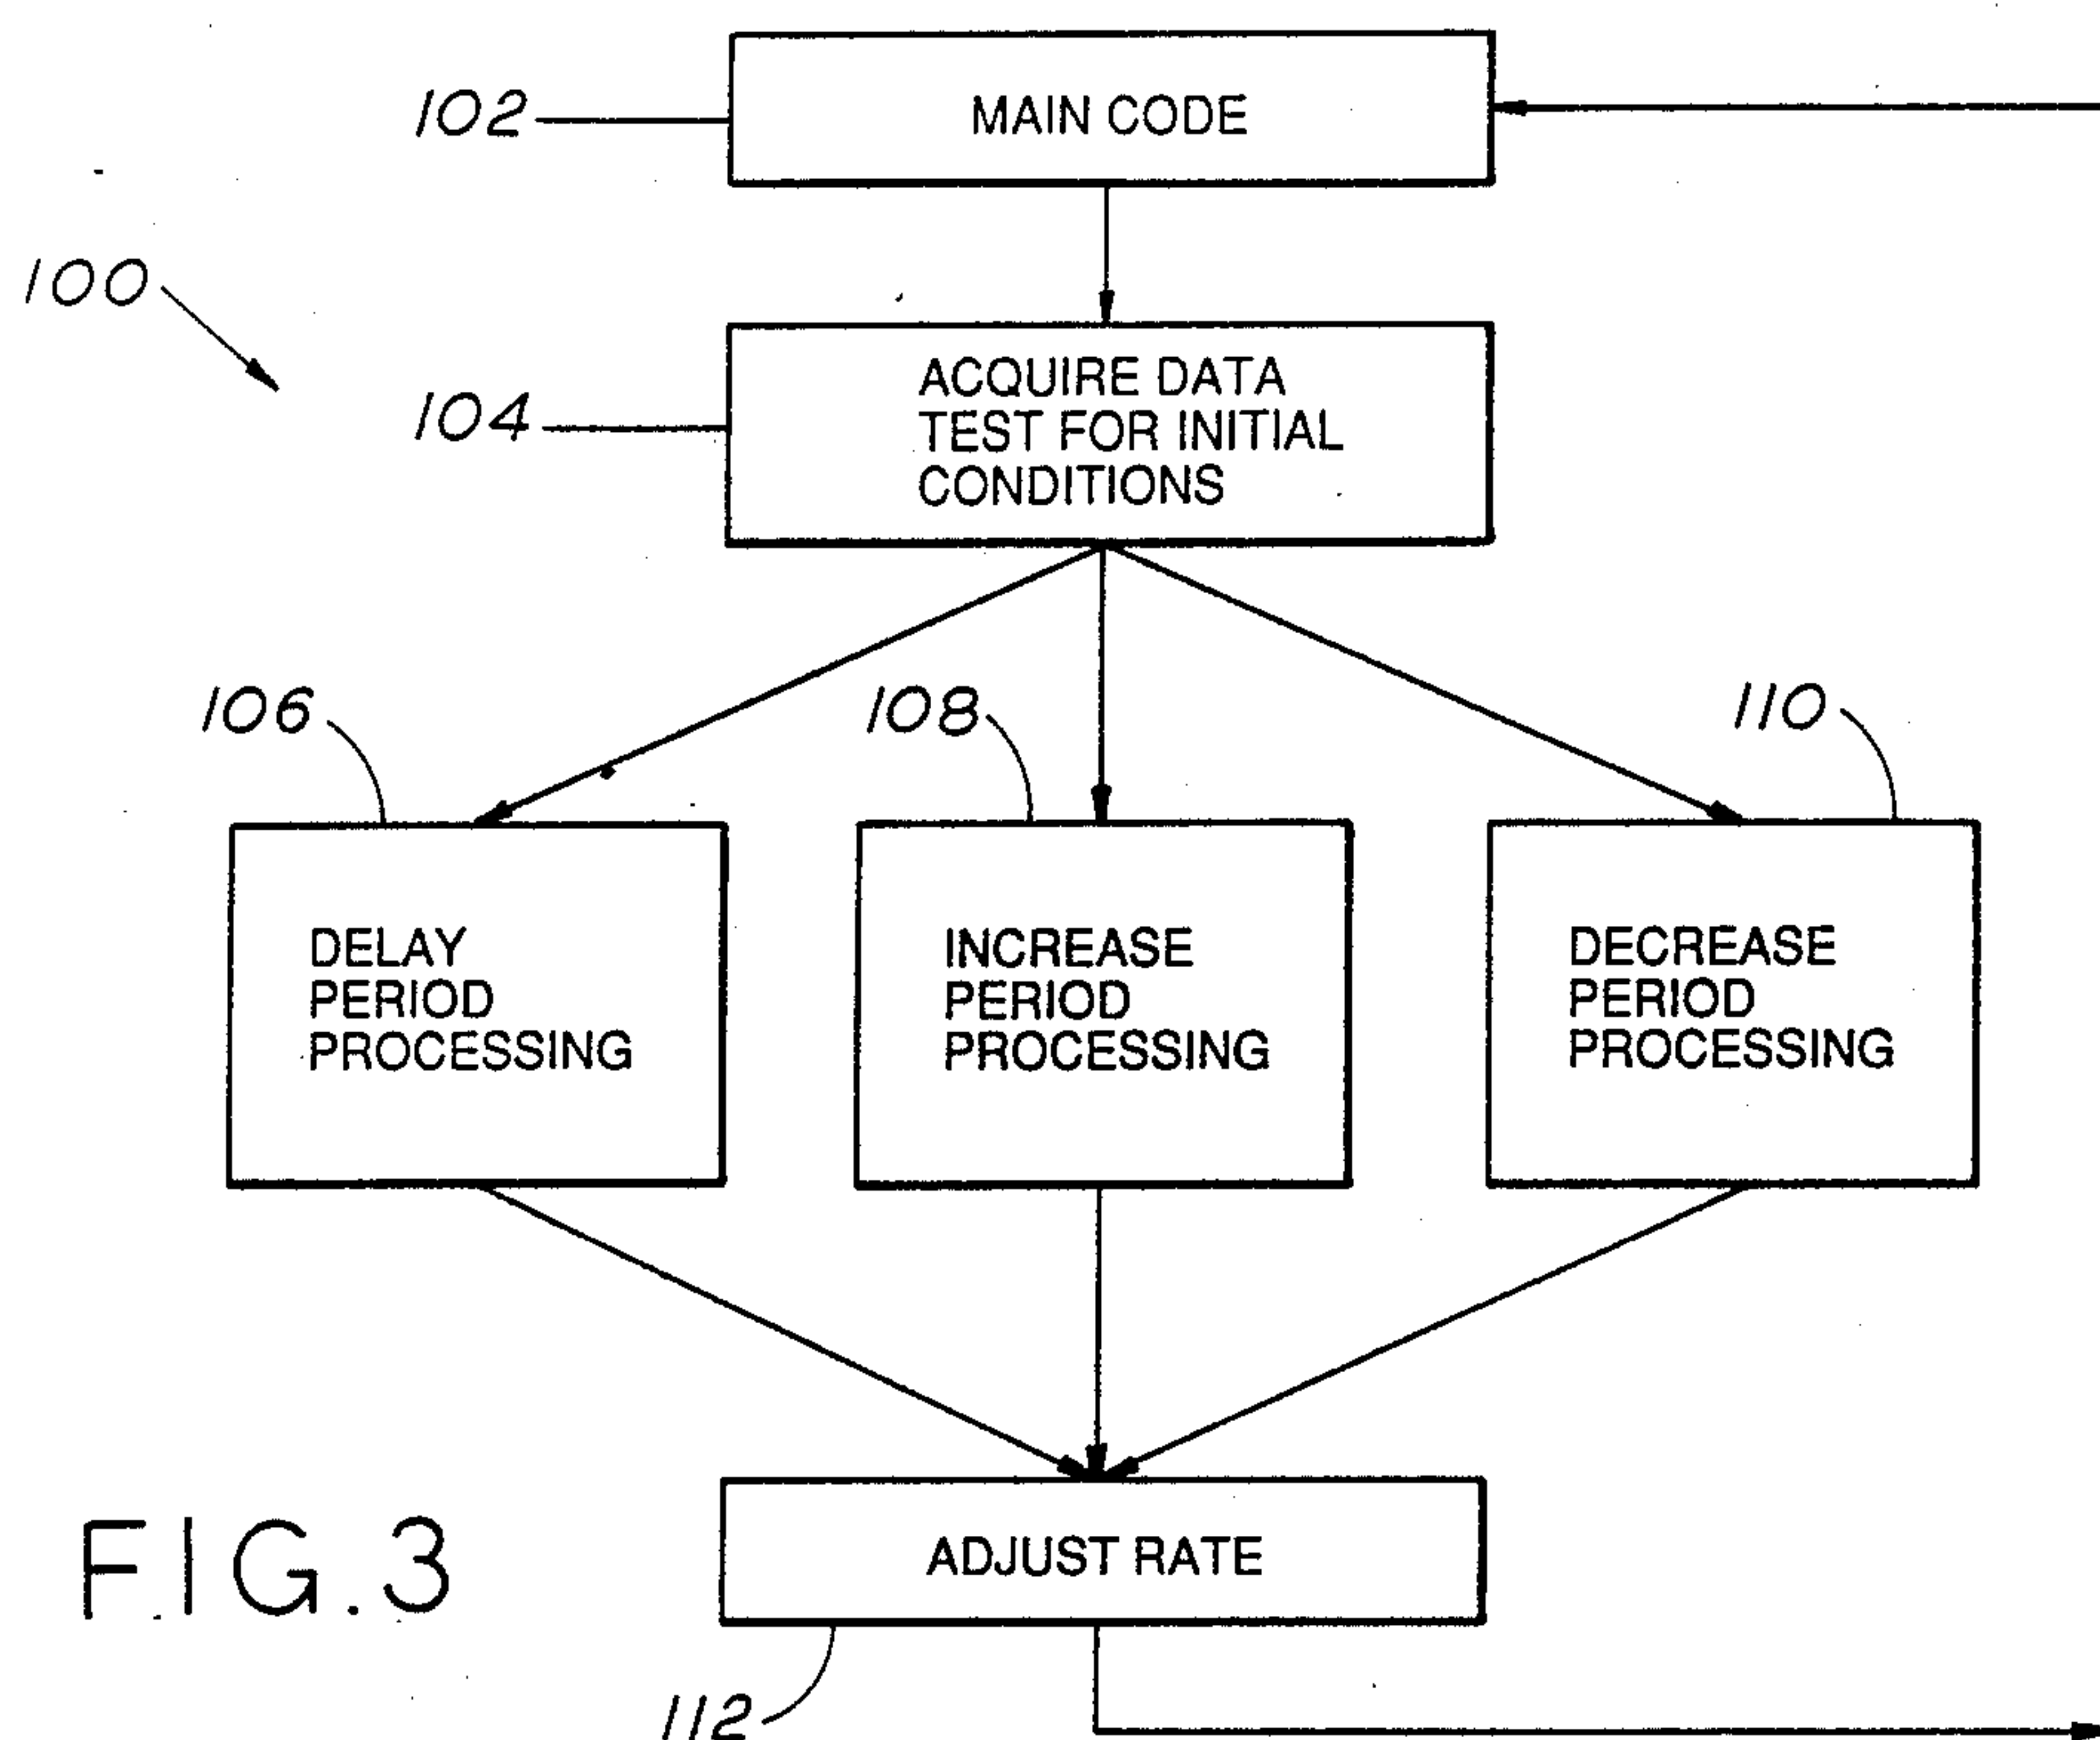 102
MAIN CODE
100
104
ACQUIRE DATA
TEST FOR INITIAL
CONDITIONS
106
108
110
DELAY
PERIOD
PROCESSING
INCREASE
PERIOD
PROCESSING
DECREASE
PERIOD
PROCESSING
ADJUST RATE
FIG.3
112